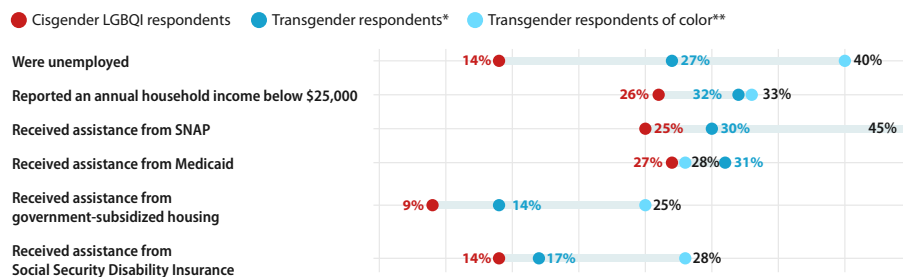 Cisgender LGBQI respondents Transgender respondents* Transgender respondents of color**
Were unemployed 14% 27% 40%
Reported an annual household income below $25,000 26% 32% 33%
Received assistance from SNAP 25% 30% 45%
Received assistance from Medicaid 27% 28% 31%
Received assistance from
government-subsidized housing 9% 14% 25%
Received assistance from
Social Security Disability Insurance 14% 17% 28%